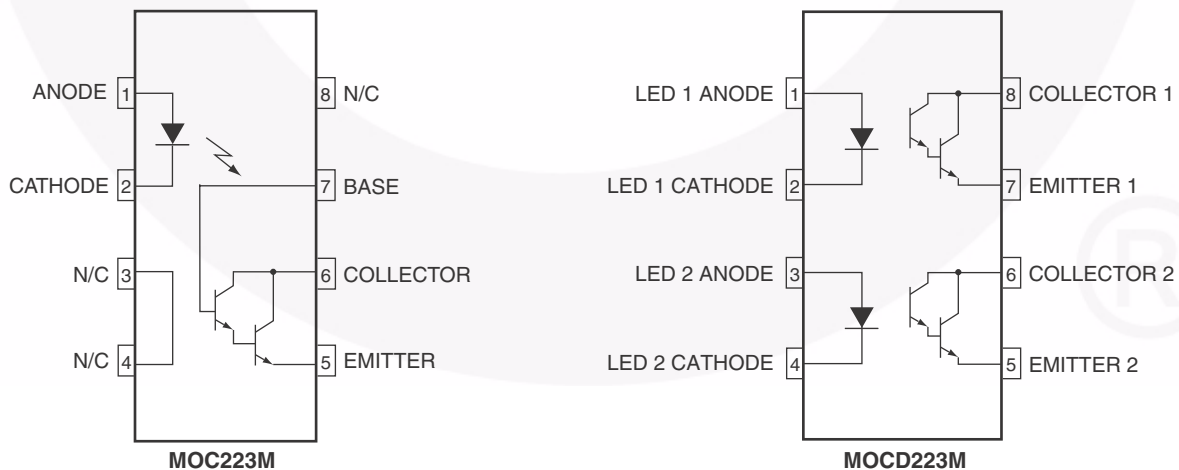 ANODE 1
8 N/C
CATHODE 2
7 BASE
N/C 3
6 COLLECTOR
N/C 4
5 EMITTER
MOC223M
LED 1 ANODE 1
8 COLLECTOR 1
LED 1 CATHODE 2
7 EMITTER 1
LED 2 ANODE 3
6 COLLECTOR 2
LED 2 CATHODE 4
5 EMITTER 2
MOCD223M
®